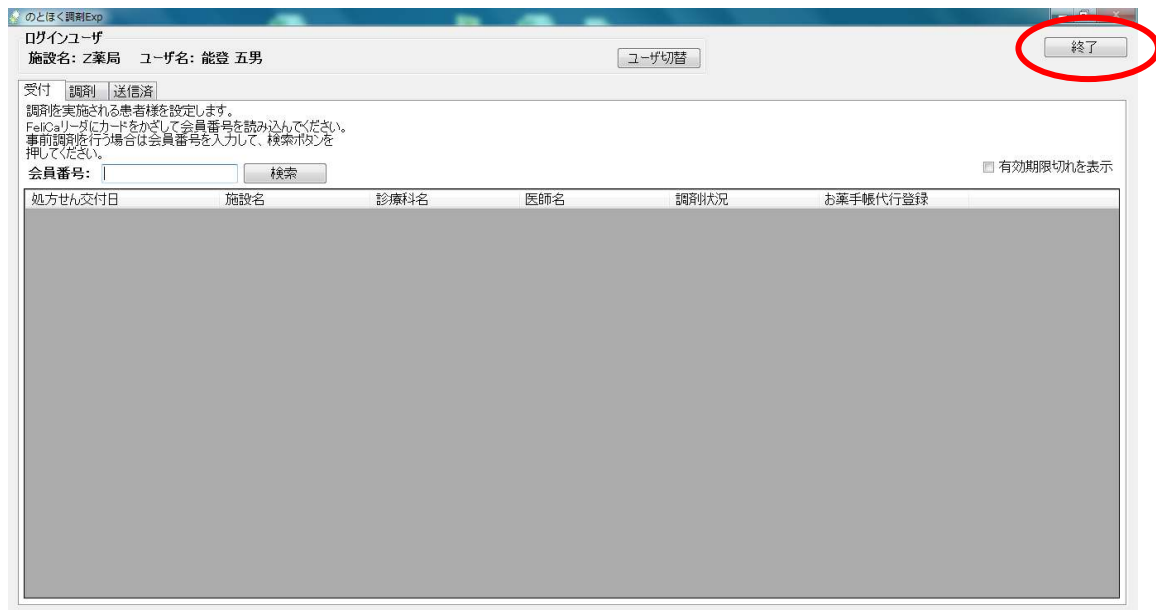 のとほく調剤Exp
ログインユーザ
施設名: Z薬局 ユーザ名: 能登 五男
ユーザ切替
終了
受付 調剤 送信済
調剤を実施される患者様を設定します。
FeliCaリーダにカードをかざして会員番号を読み込んでください。
事前調剤を行う場合は会員番号を入力して、検索ボタンを
押してください。
会員番号: 検索
有効期限切れを表示
処方せん交付日 施設名 診療科名 医師名 調剤状況 お薬手帳代行登録